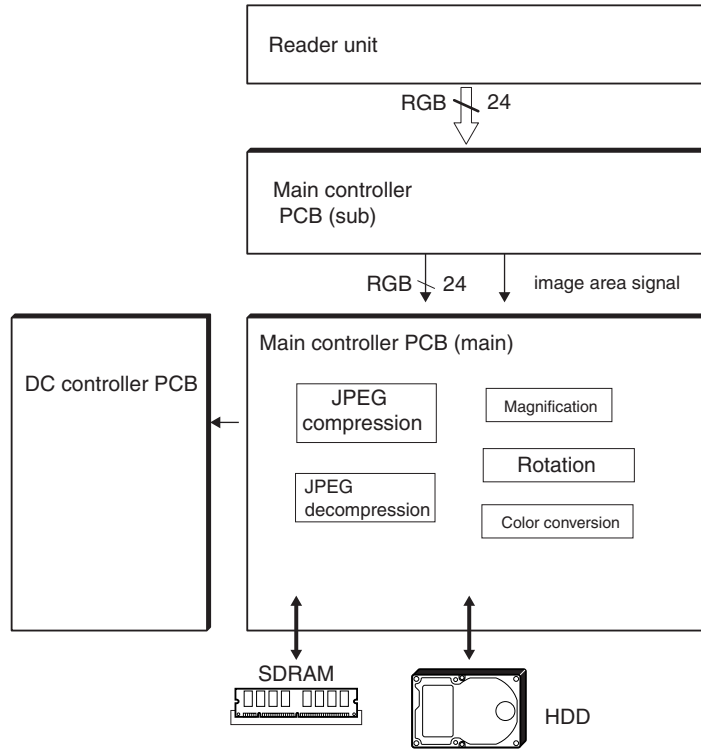 Reader unit
RGB 24
Main controller
PCB (sub)
RGB 24 image area signal
Main controller PCB (main)
DC controller PCB
JPEG
compression
Magnification
Rotation
JPEG
decompression
Color conversion
SDRAM
HDD